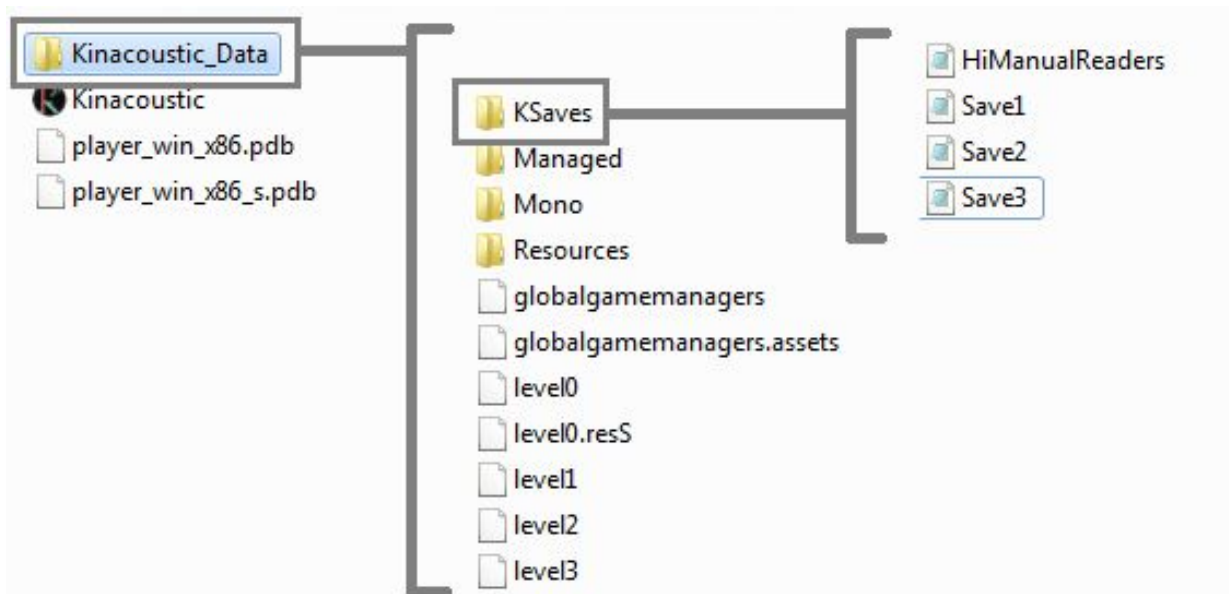 Kinacoustic_Data
Kinacoustic
player_win_x86.pdb
player_win_x86_s.pdb
KSaves
Managed
Mono
Resources
globalgamemanagers
globalgamemanagers.assets
level0
level0.resS
level1
level2
level3
HiManualReaders
Save1
Save2
Save3